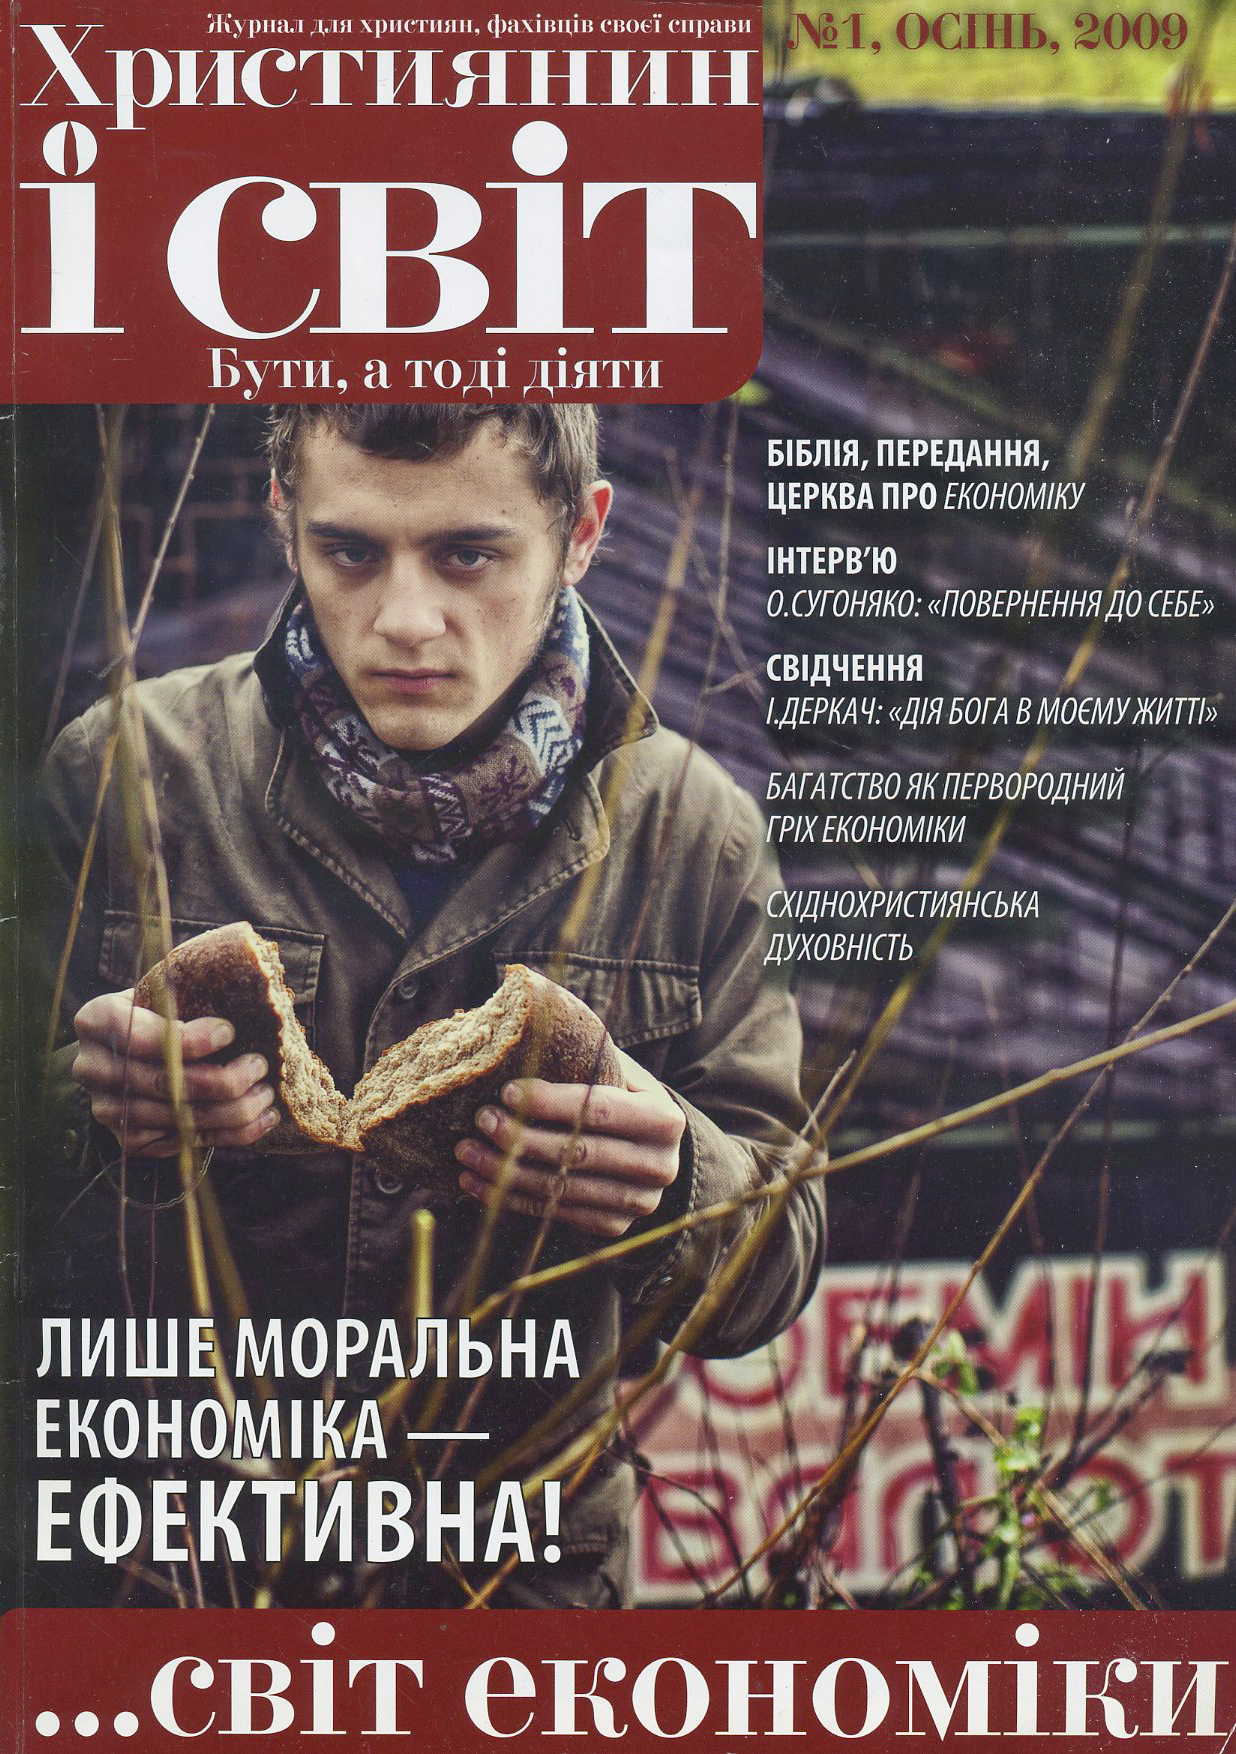 Журнал для християн, фахівців своєї справи
Християнин
і світ
Бути, а тоді діяти
№1, ОСІНЬ, 2009
БІБЛІЯ, ПЕРЕДАННЯ,
ЦЕРКВА ПРО ЕКОНОМІКУ
ІНТЕРВ’Ю
О.СУГОНЯКО: «ПОВЕРНЕННЯ ДО СЕБЕ»
СВІДЧЕННЯ
І.ДЕРКАЧ: «ДІЯ БОГА В МОЄМУ ЖИТТІ»
БАГАТСТВО ЯК ПЕРВОРОДНИЙ
ГРІХ ЕКОНОМІКИ
СХІДНОХРИСТИЯНСЬКА
ДУХОВНІСТЬ
ОБМІН
ВАЛЮТ
ЛИШЕ МОРАЛЬНА
ЕКОНОМІКА —
ЕФЕКТИВНА!
...світ економіки